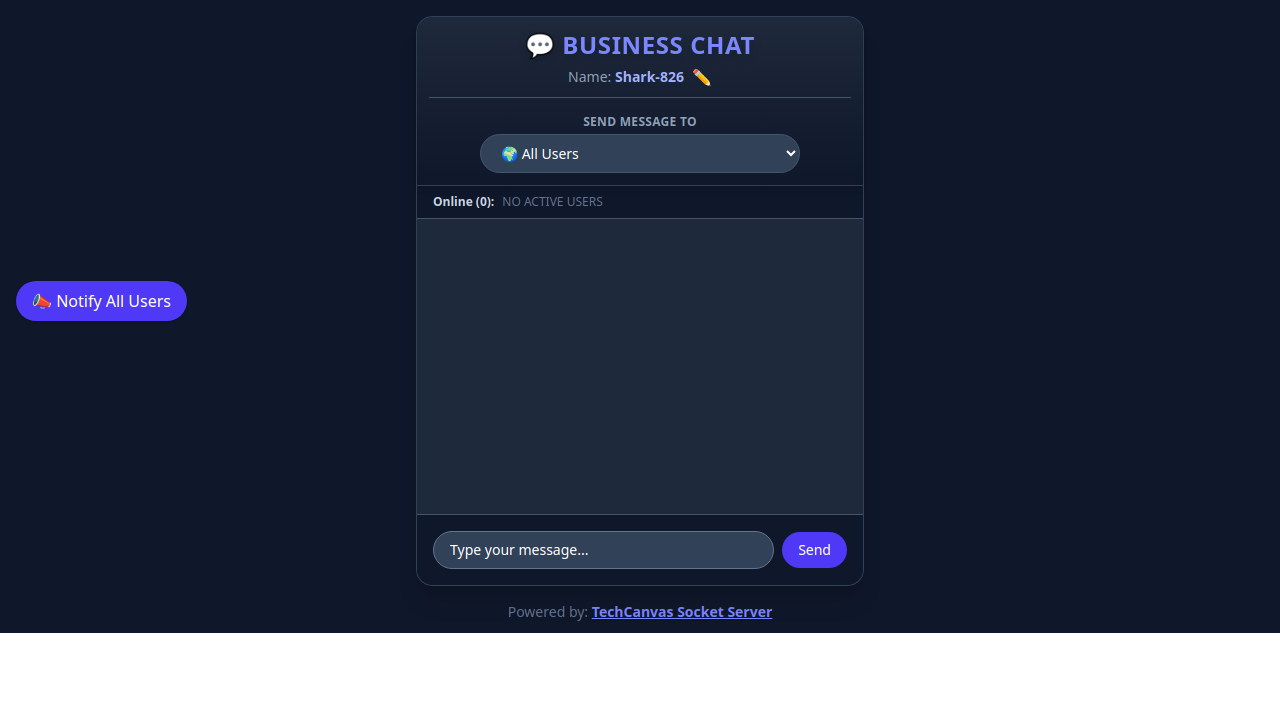 💬 BUSINESS CHAT
Name: Shark-826 ✏️
SEND MESSAGE TO
🌍 All Users
Online (0): NO ACTIVE USERS
📣 Notify All Users
Type your message...
Send
Powered by: TechCanvas Socket Server